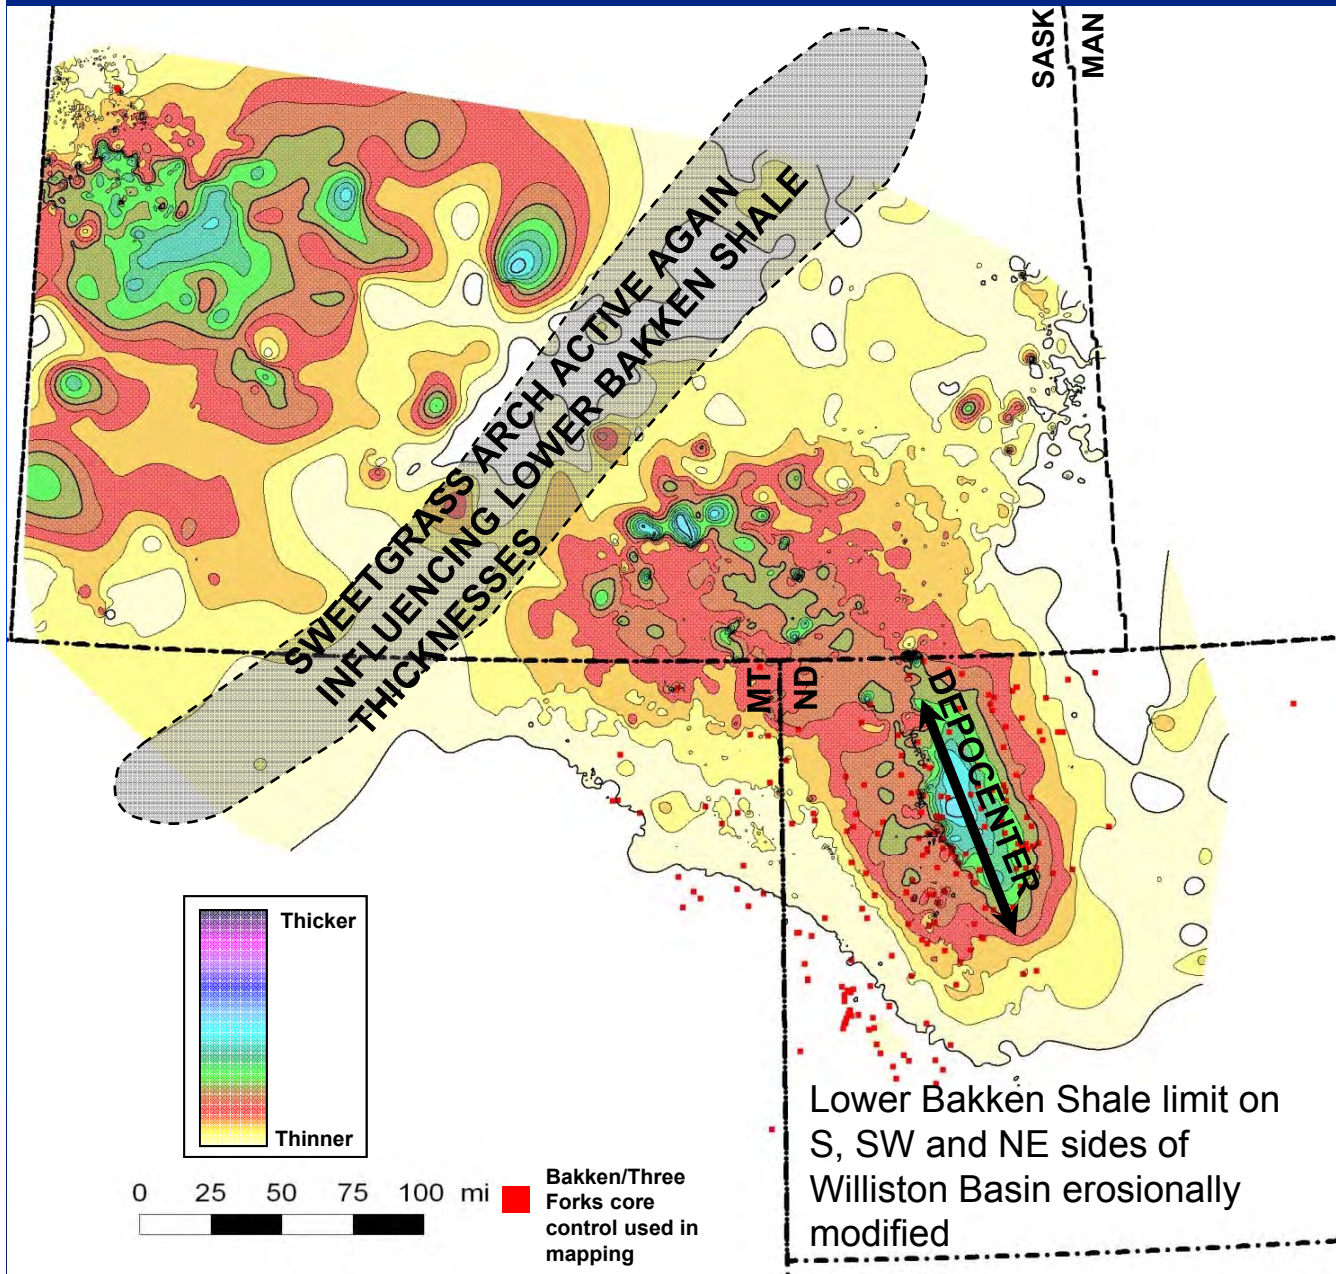 SASK
MAN
SWEETGRASS ARCH ACTIVE AGAIN
INFLUENCING LOWER BAKKEN SHALE
THICKNESSES
MT
ND
DEPOCENTER
Thicker
Thinner
0 25 50 75 100 mi
Bakken/Three
Forks core
control used in
mapping
Lower Bakken Shale limit on
S, SW and NE sides of
Williston Basin erosionally
modified